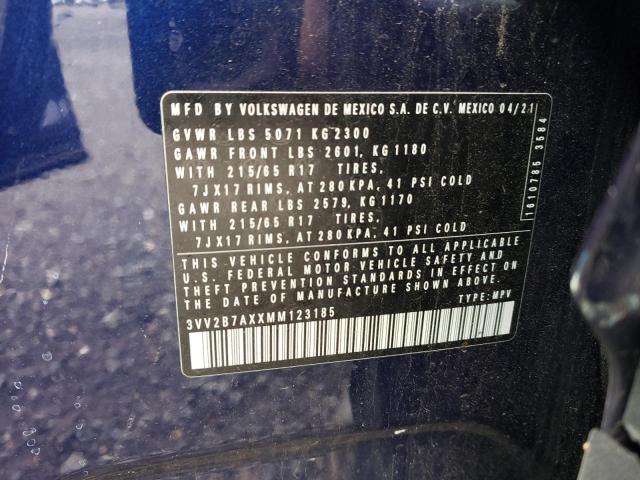 MFD BY VOLKSWAGEN DE MEXICO S.A. DE C.V. MEXICO 04/21
GVWR LBS 5071 KG 2300
GAWR FRONT LBS 2601, KG 1180
WITH 215/65 R17 TIRES,
7JX17 RIMS, AT 280 KPA, 41 PSI COLD
GAWR REAR LBS 2579, KG 1170
WITH 215/65 R17 TIRES,
7JX17 RIMS, AT 280 KPA, 41 PSI COLD
THIS VEHICLE CONFORMS TO ALL APPLICABLE
U.S. FEDERAL MOTOR VEHICLE SAFETY AND
THEFT PREVENTION STANDARDS IN EFFECT ON
THE DATE OF MANUFACTURE SHOWN ABOVE.
3VV2B7AXXMM123185 TYPE: MPV
1610785 3584